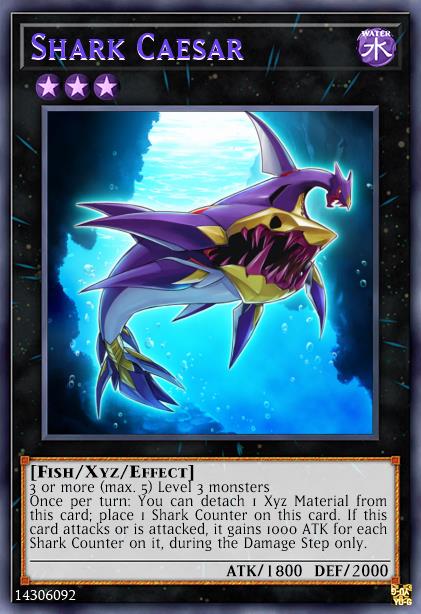 Shark Caesar
WATER
水
[Fish/Xyz/Effect]
3 or more (max. 5) Level 3 monsters
Once per turn: You can detach 1 Xyz Material from
this card; place 1 Shark Counter on this card. If this
card attacks or is attacked, it gains 1000 ATK for each
Shark Counter on it, during the Damage Step only.
ATK/1800 DEF/2000
14306092